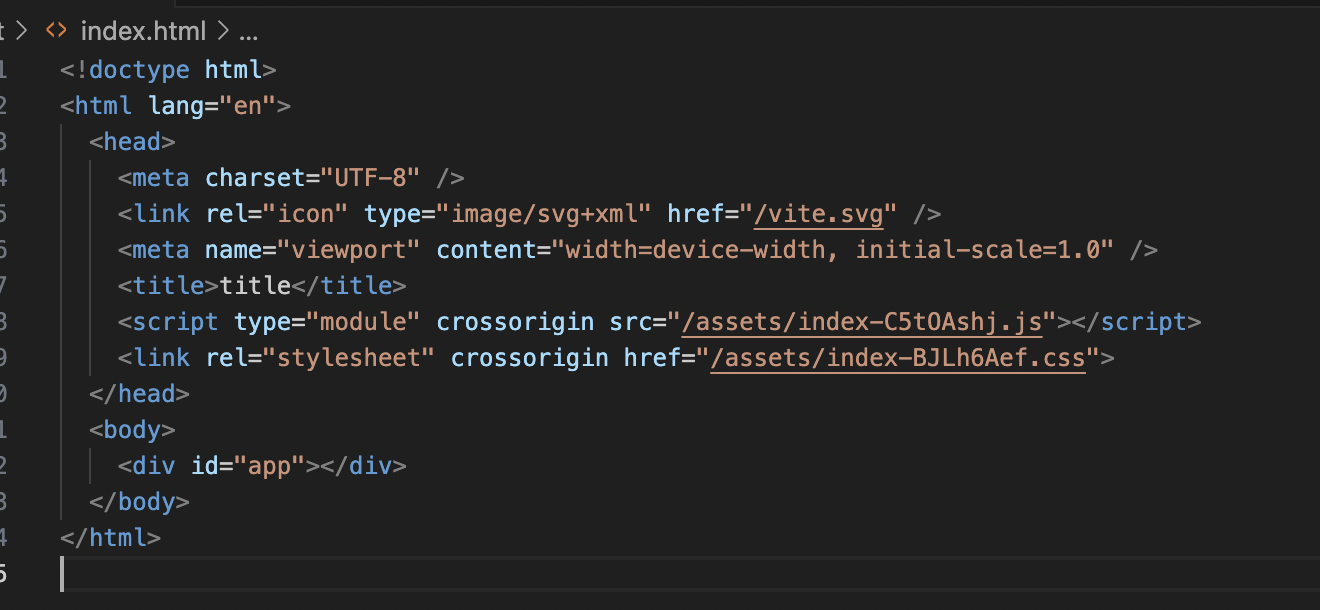 t > <> index.html > ...
1 <!doctype html>
2 <html lang="en">
3 <head>
4 <meta charset="UTF-8" />
5 <link rel="icon" type="image/svg+xml" href="/vite.svg" />
6 <meta name="viewport" content="width=device-width, initial-scale=1.0" />
7 <title>title</title>
8 <script type="module" crossorigin src="/assets/index-C5tOAshj.js"></script>
9 <link rel="stylesheet" crossorigin href="/assets/index-BJLh6Aef.css">
0 </head>
1 <body>
2 <div id="app"></div>
3 </body>
4 </html>
5